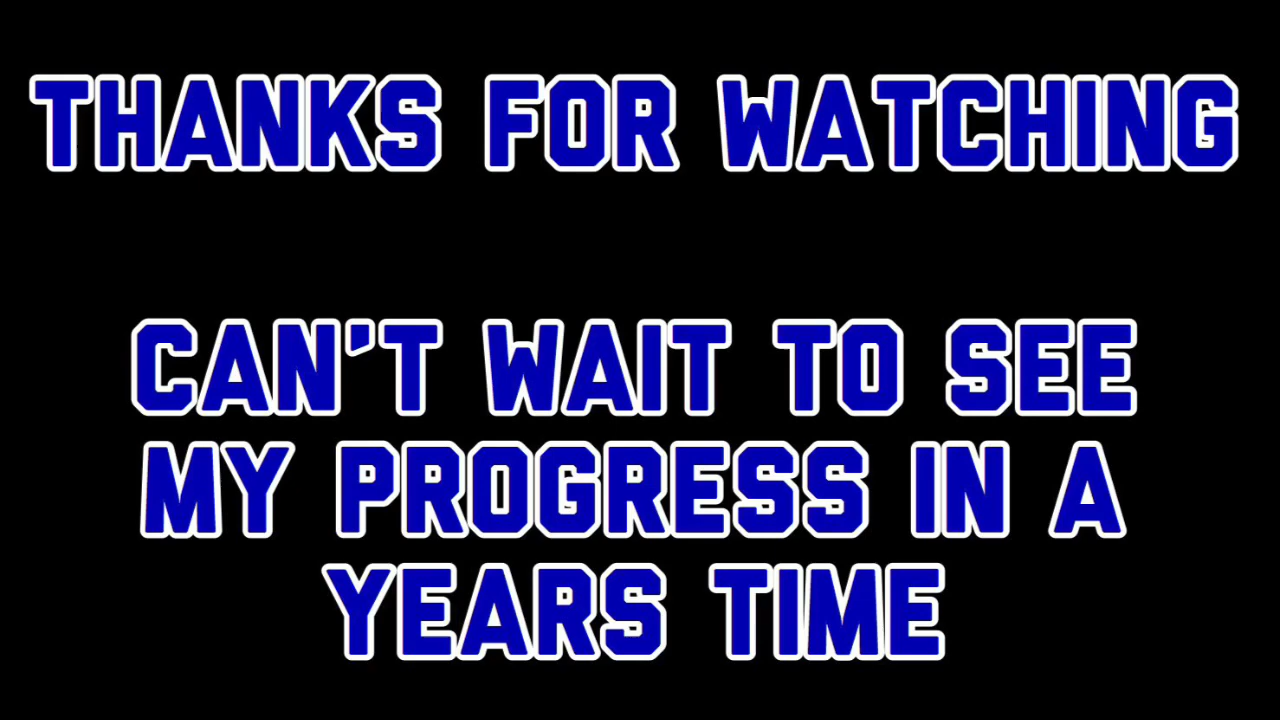 THANKS FOR WATCHING
CAN'T WAIT TO SEE
MY PROGRESS IN A
YEARS TIME